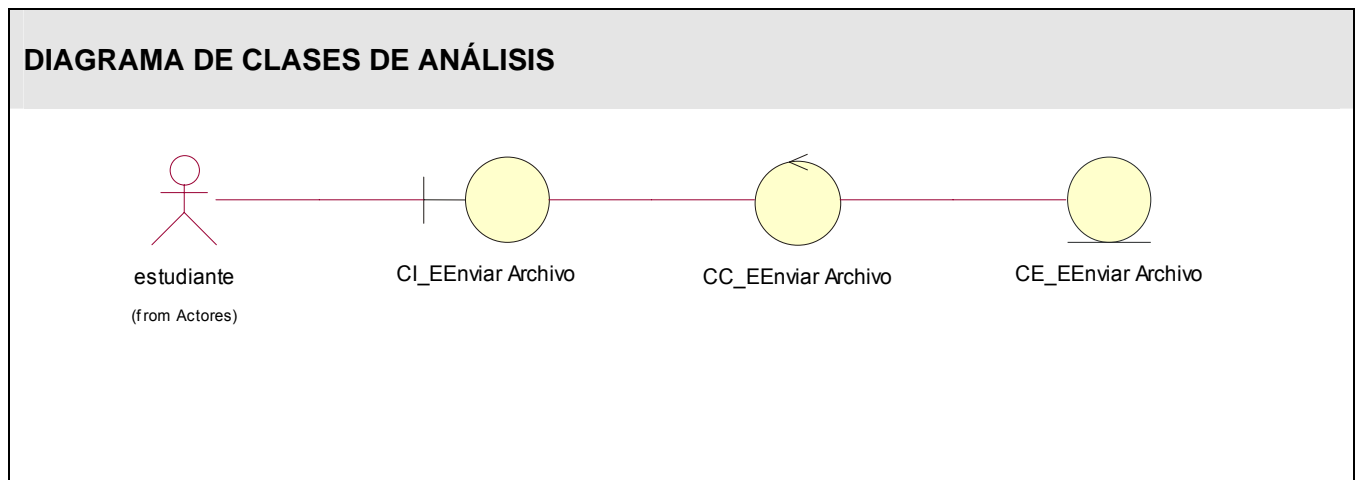 DIAGRAMA DE CLASES DE ANÁLISIS
estudiante
(from Actores)
CI_EEnviar Archivo
CC_EEnviar Archivo
CE_EEnviar Archivo